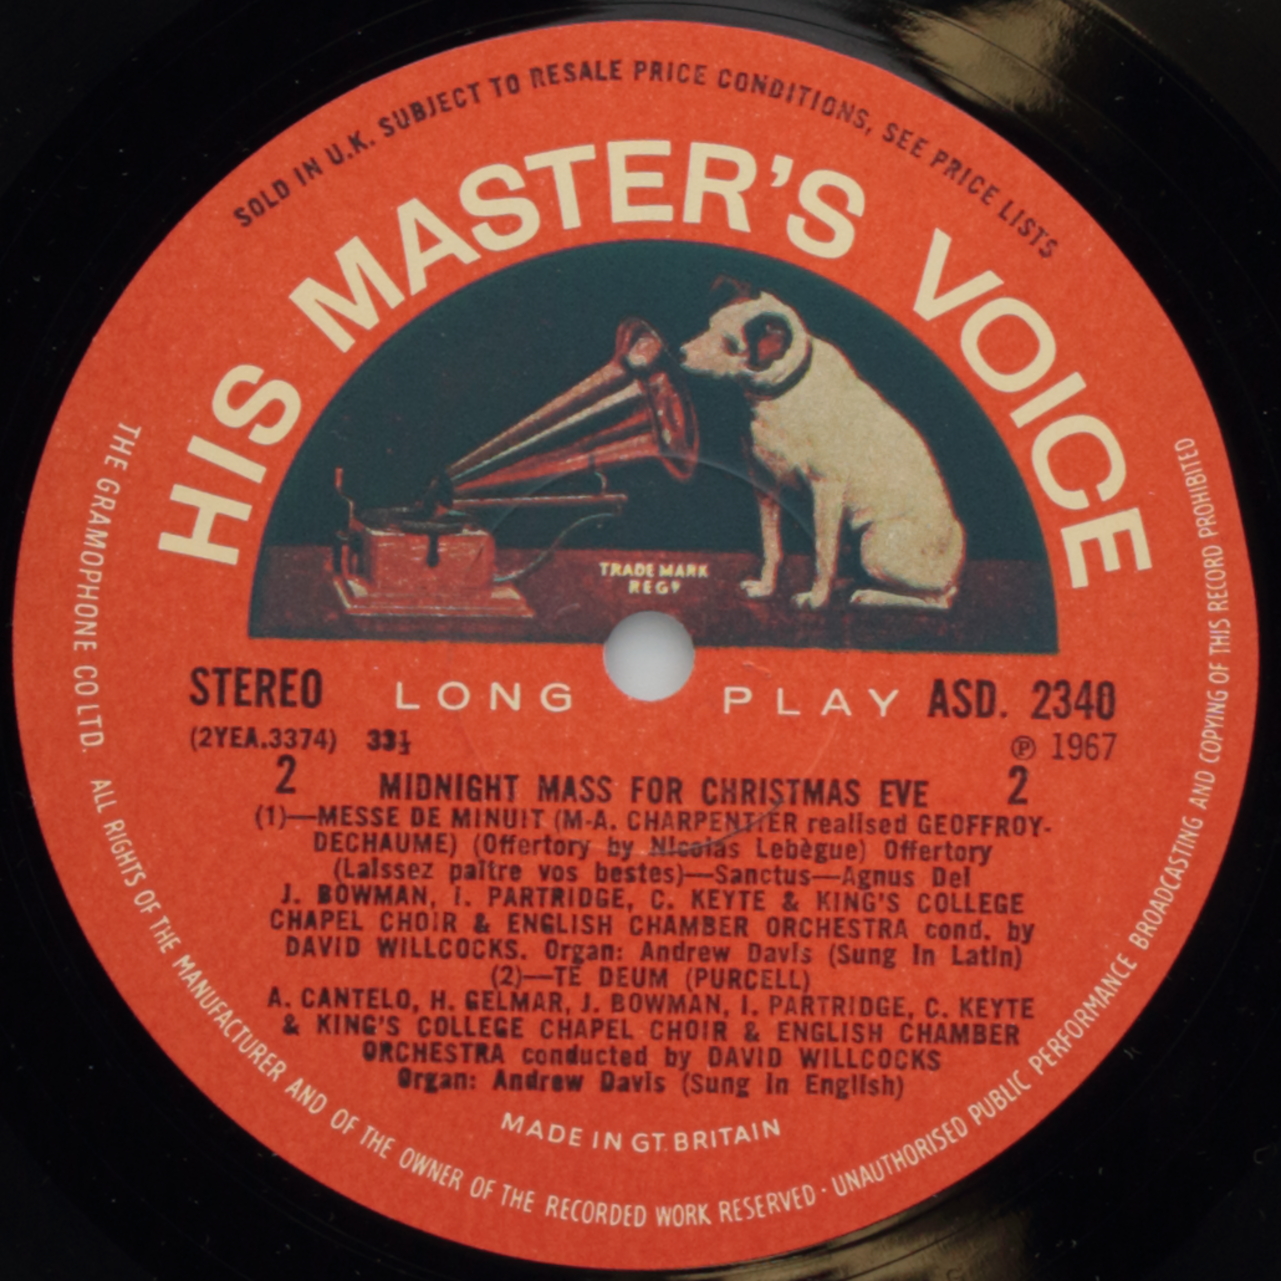 SOLD IN U.K. SUBJECT TO RESALE PRICE CONDITIONS, SEE PRICE LISTS
HIS MASTER'S VOICE
TRADE MARK
REGD
STEREO LONG PLAY ASD. 2340
(2YEA.3374) 33⅓ ℗ 1967
2 MIDNIGHT MASS FOR CHRISTMAS EVE 2
(1)—MESSE DE MINUIT (M-A. CHARPENTIER realised GEOFFROY-
DECHAUME) (Offertory by Nicolas Lebègue) Offertory
(Laissez paître vos bestes)—Sanctus—Agnus Dei
J. BOWMAN, I. PARTRIDGE, C. KEYTE & KING'S COLLEGE
CHAPEL CHOIR & ENGLISH CHAMBER ORCHESTRA cond. by
DAVID WILLCOCKS. Organ: Andrew Davis (Sung in Latin)
(2)—TE DEUM (PURCELL)
A. CANTELO, H. GELMAR, J. BOWMAN, I. PARTRIDGE, C. KEYTE
& KING'S COLLEGE CHAPEL CHOIR & ENGLISH CHAMBER
ORCHESTRA conducted by DAVID WILLCOCKS
Organ: Andrew Davis (Sung in English)
MADE IN GT. BRITAIN
THE GRAMOPHONE CO LTD. ALL RIGHTS OF THE MANUFACTURER AND OF THE OWNER OF THE RECORDED WORK RESERVED · UNAUTHORISED PUBLIC PERFORMANCE BROADCASTING AND COPYING OF THIS RECORD PROHIBITED